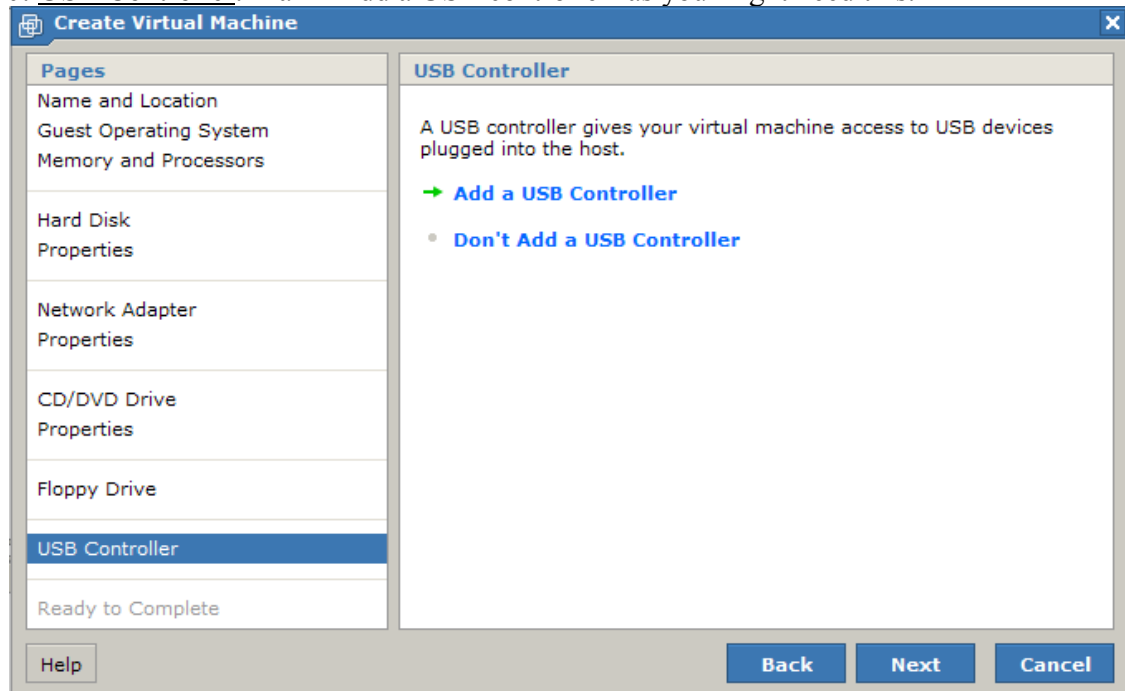 Create Virtual Machine
Pages
Name and Location
Guest Operating System
Memory and Processors
Hard Disk
Properties
Network Adapter
Properties
CD/DVD Drive
Properties
Floppy Drive
USB Controller
Ready to Complete
USB Controller
A USB controller gives your virtual machine access to USB devices
plugged into the host.
Add a USB Controller
Don't Add a USB Controller
Help
Back Next Cancel